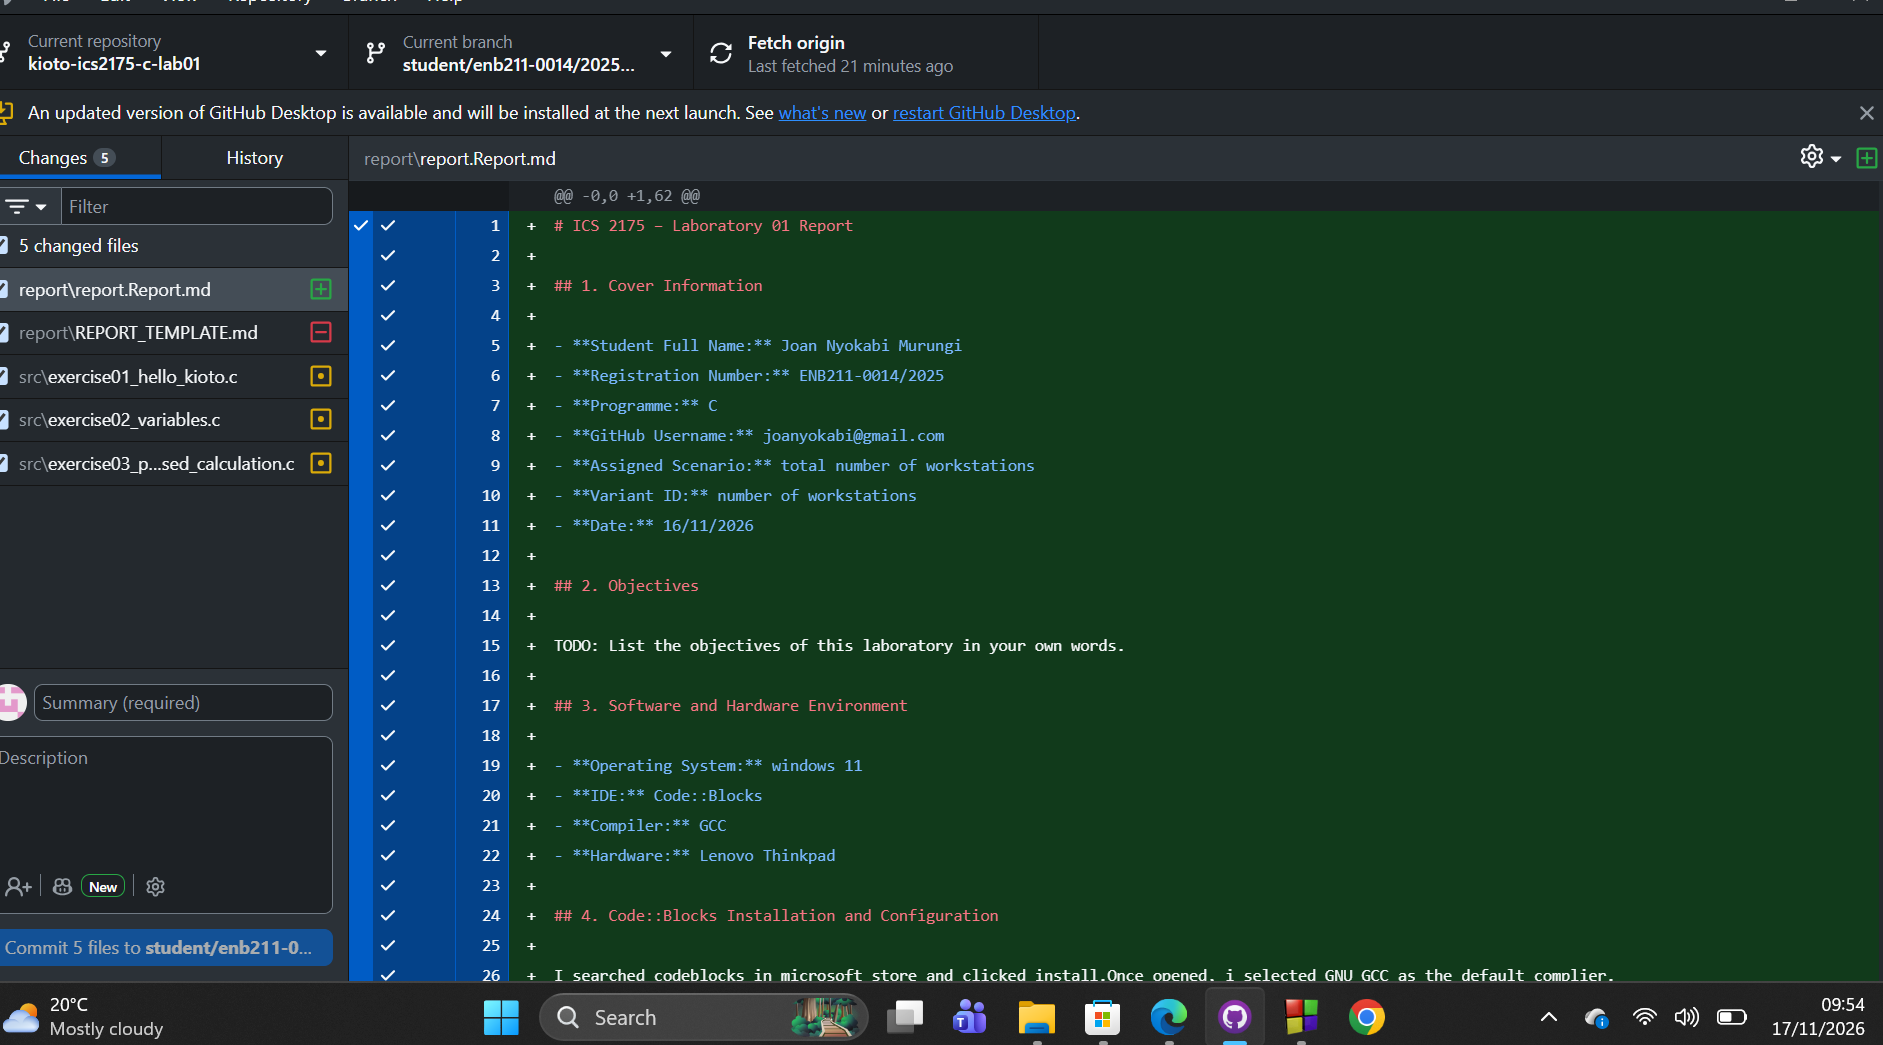 File Edit View Repository Branch Help
Current repository
kioto-ics2175-c-lab01
Current branch
student/enb211-0014/2025...
Fetch origin
Last fetched 21 minutes ago
An updated version of GitHub Desktop is available and will be installed at the next launch. See what's new or restart GitHub Desktop.
Changes 5
History
report\report.Report.md
Filter
5 changed files
report\report.Report.md
report\REPORT_TEMPLATE.md
src\exercise01_hello_kioto.c
src\exercise02_variables.c
src\exercise03_p...sed_calculation.c
Summary (required)
Description
New
Commit 5 files to student/enb211-0...
@@ -0,0 +1,62 @@
1 + # ICS 2175 – Laboratory 01 Report
2 +
3 + ## 1. Cover Information
4 +
5 + - **Student Full Name:** Joan Nyokabi Murungi
6 + - **Registration Number:** ENB211-0014/2025
7 + - **Programme:** C
8 + - **GitHub Username:** joanyokabi@gmail.com
9 + - **Assigned Scenario:** total number of workstations
10 + - **Variant ID:** number of workstations
11 + - **Date:** 16/11/2026
12 +
13 + ## 2. Objectives
14 +
15 + TODO: List the objectives of this laboratory in your own words.
16 +
17 + ## 3. Software and Hardware Environment
18 +
19 + - **Operating System:** windows 11
20 + - **IDE:** Code::Blocks
21 + - **Compiler:** GCC
22 + - **Hardware:** Lenovo Thinkpad
23 +
24 + ## 4. Code::Blocks Installation and Configuration
25 +
26 + I searched codeblocks in microsoft store and clicked install.Once opened, i selected GNU GCC as the default complier.
20°C
Mostly cloudy
Search
09:54
17/11/2026